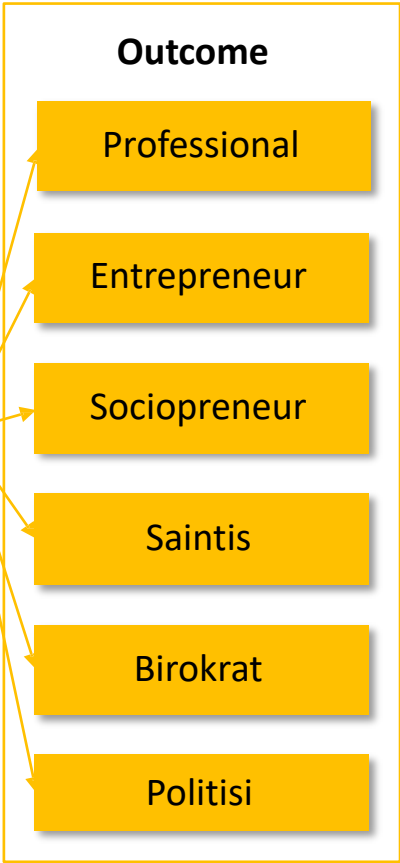 Outcome
Professional
Entrepreneur
Sociopreneur
Saintis
Birokrat
Politisi